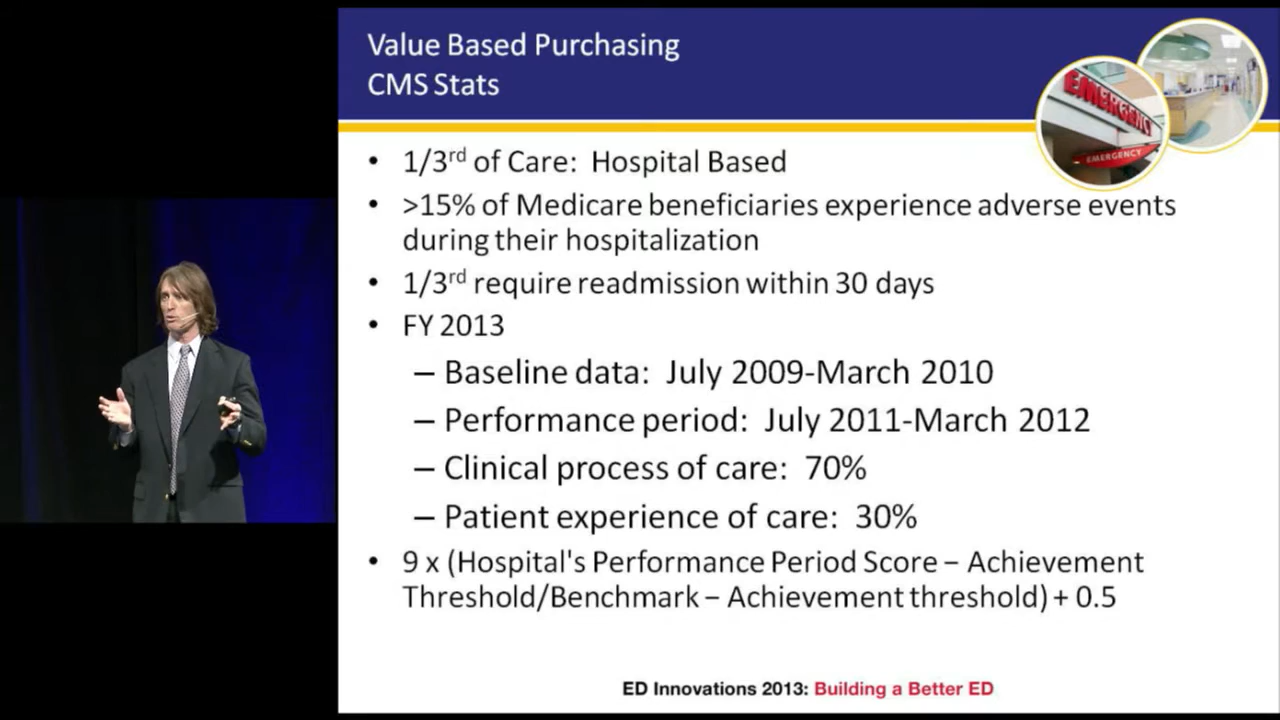 Value Based Purchasing
CMS Stats
EMERGENCY
EMERGENCY
• 1/3rd of Care: Hospital Based
• >15% of Medicare beneficiaries experience adverse events
during their hospitalization
• 1/3rd require readmission within 30 days
• FY 2013
– Baseline data: July 2009-March 2010
– Performance period: July 2011-March 2012
– Clinical process of care: 70%
– Patient experience of care: 30%
• 9 x (Hospital's Performance Period Score − Achievement
Threshold/Benchmark − Achievement threshold) + 0.5
ED Innovations 2013: Building a Better ED